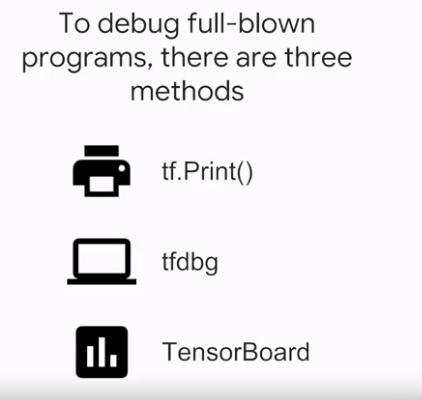 To debug full-blown
programs, there are three
methods
tf.Print()
tfdbg
TensorBoard